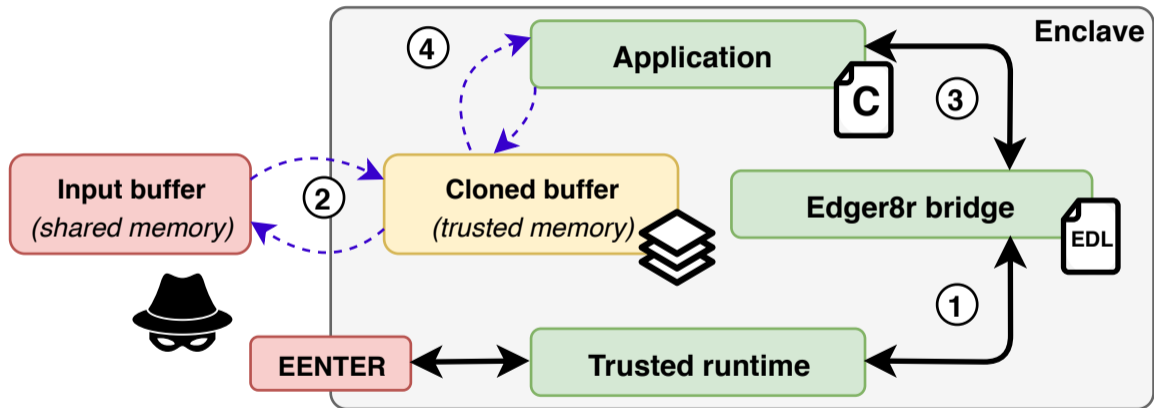 Enclave
④
Application
C
③
Input buffer
(shared memory)
②
Cloned buffer
(trusted memory)
Edger8r bridge
EDL
①
EENTER
Trusted runtime